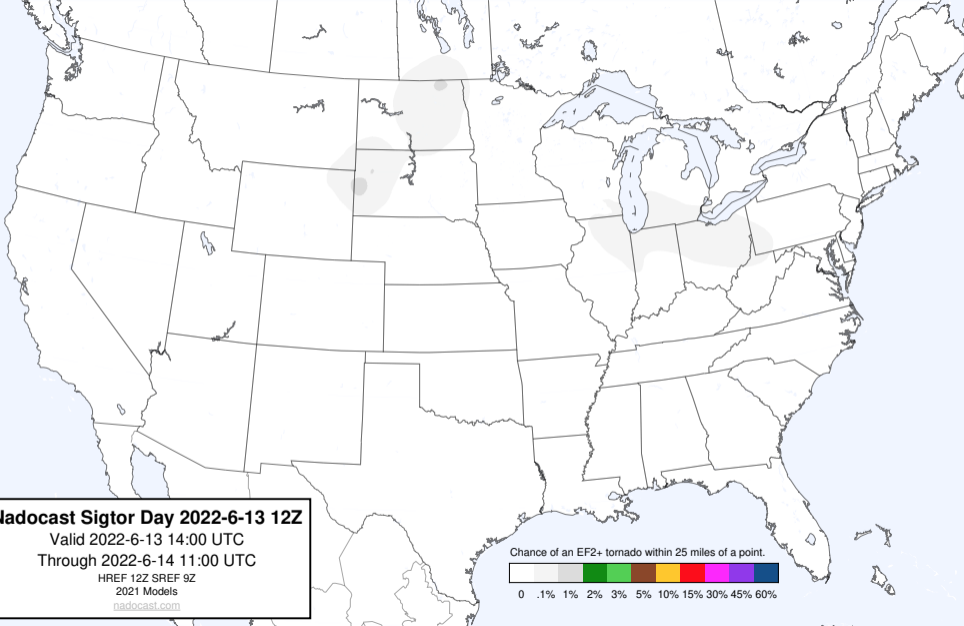 Nadocast Sigtor Day 2022-6-13 12Z
Valid 2022-6-13 14:00 UTC
Through 2022-6-14 11:00 UTC
HREF 12Z SREF 9Z
2021 Models
nadocast.com
Chance of an EF2+ tornado within 25 miles of a point.
0 .1% 1% 2% 3% 5% 10% 15% 30% 45% 60%